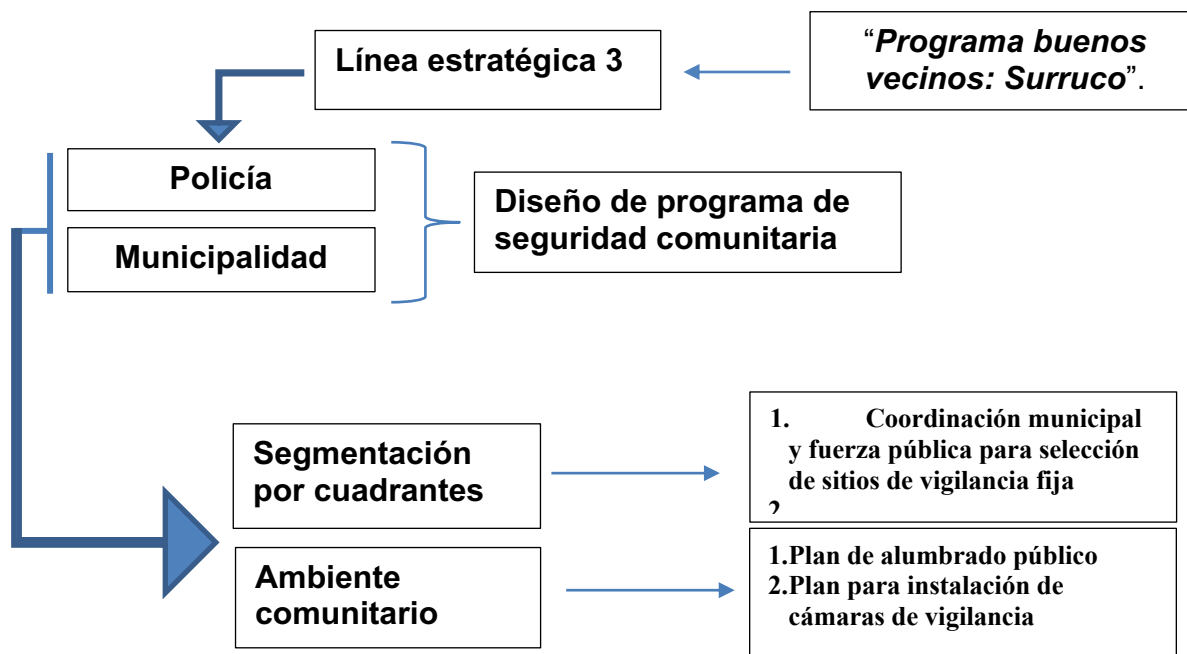 Línea estratégica 3
“Programa buenos
vecinos: Surruco”.
Policía
Municipalidad
Diseño de programa de
seguridad comunitaria
Segmentación
por cuadrantes
1. Coordinación municipal
y fuerza pública para selección
de sitios de vigilancia fija
2
Ambiente
comunitario
1.Plan de alumbrado público
2.Plan para instalación de
cámaras de vigilancia